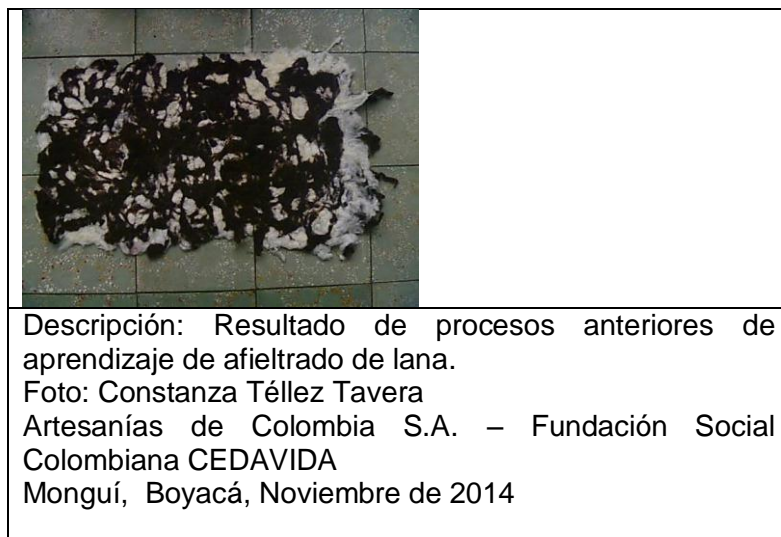 Descripción: Resultado de procesos anteriores de
aprendizaje de afieltrado de lana.
Foto: Constanza Téllez Tavera
Artesanías de Colombia S.A. – Fundación Social
Colombiana CEDAVIDA
Monguí, Boyacá, Noviembre de 2014